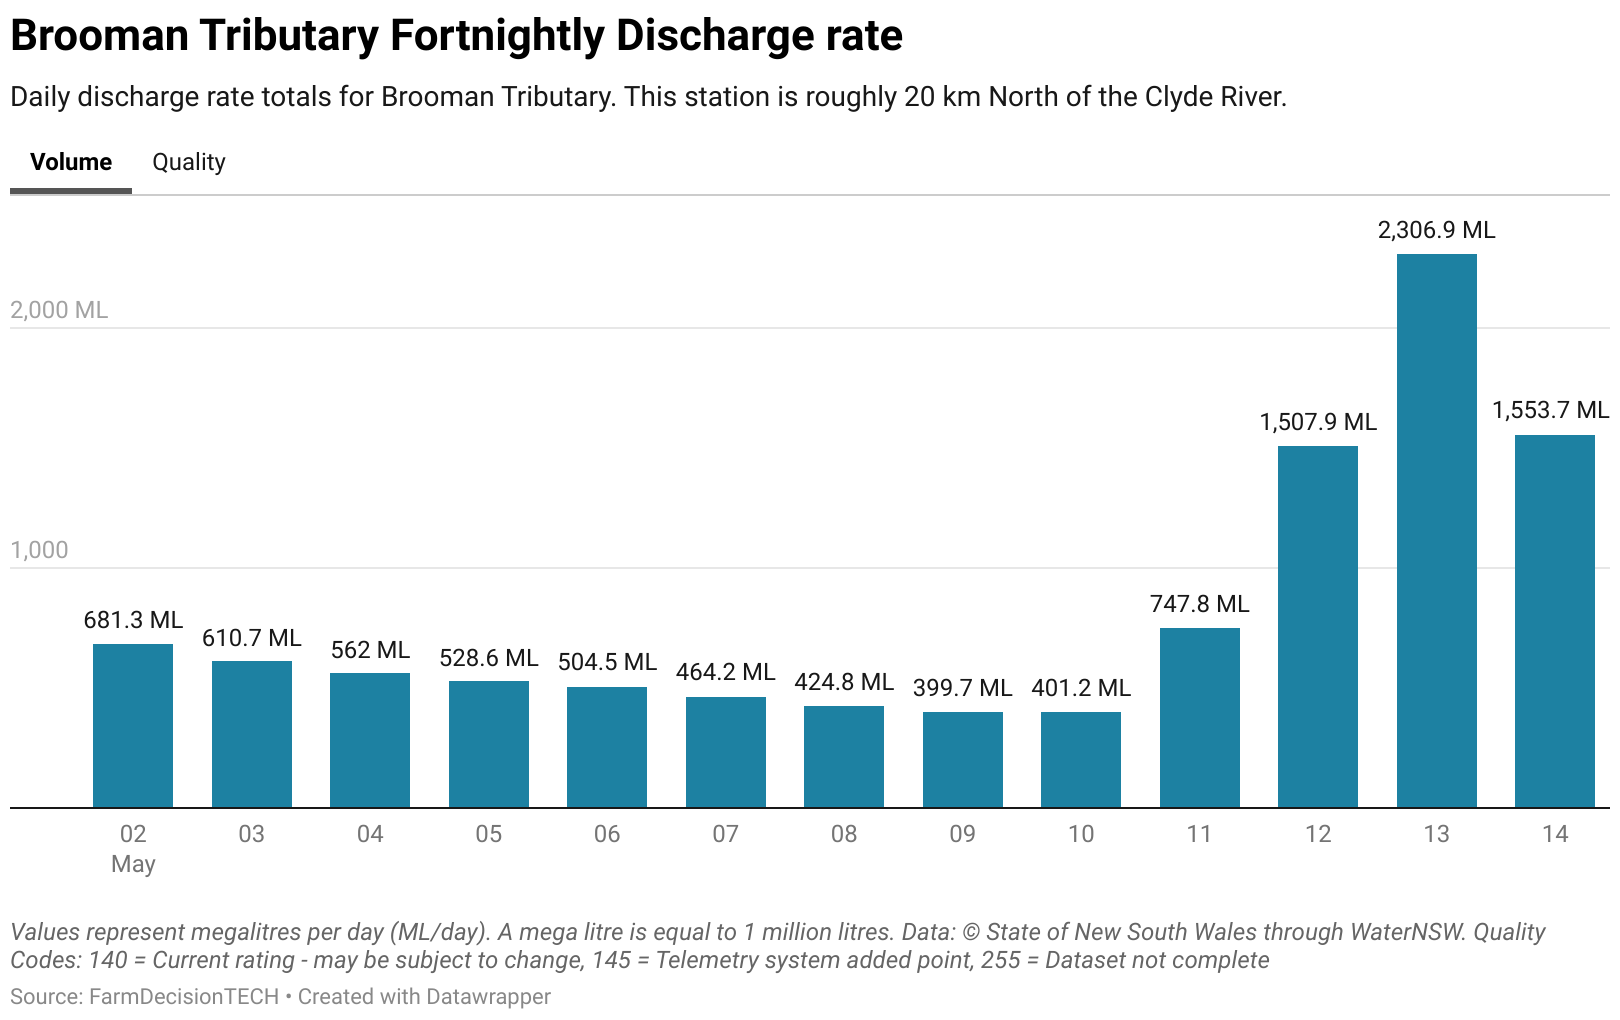 Brooman Tributary Fortnightly Discharge rate
Daily discharge rate totals for Brooman Tributary. This station is roughly 20 km North of the Clyde River.
Volume Quality
2,306.9 ML
2,000 ML
1,553.7 ML
1,507.9 ML
1,000
747.8 ML
681.3 ML
610.7 ML
562 ML
528.6 ML
504.5 ML
464.2 ML
424.8 ML
399.7 ML
401.2 ML
02 03 04 05 06 07 08 09 10 11 12 13 14
May
Values represent megalitres per day (ML/day). A mega litre is equal to 1 million litres. Data: © State of New South Wales through WaterNSW. Quality
Codes: 140 = Current rating - may be subject to change, 145 = Telemetry system added point, 255 = Dataset not complete
Source: FarmDecisionTECH • Created with Datawrapper